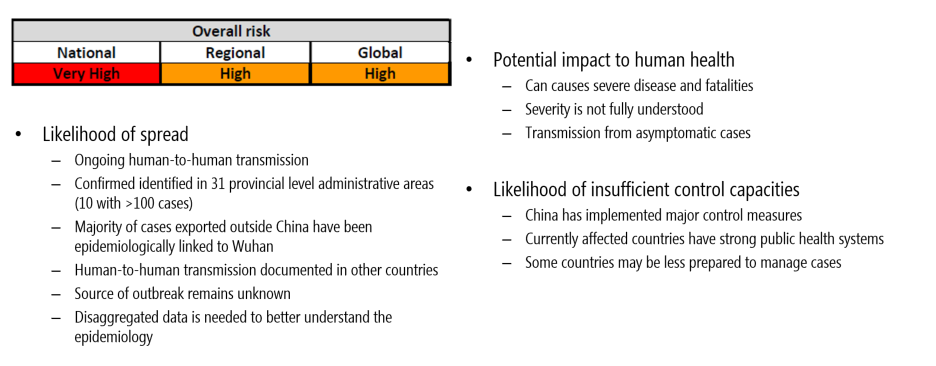 Overall risk
National Regional Global
Very High High High
• Likelihood of spread
– Ongoing human-to-human transmission
– Confirmed identified in 31 provincial level administrative areas
(10 with >100 cases)
– Majority of cases exported outside China have been
epidemiologically linked to Wuhan
– Human-to-human transmission documented in other countries
– Source of outbreak remains unknown
– Disaggregated data is needed to better understand the
epidemiology
• Potential impact to human health
– Can causes severe disease and fatalities
– Severity is not fully understood
– Transmission from asymptomatic cases
• Likelihood of insufficient control capacities
– China has implemented major control measures
– Currently affected countries have strong public health systems
– Some countries may be less prepared to manage cases